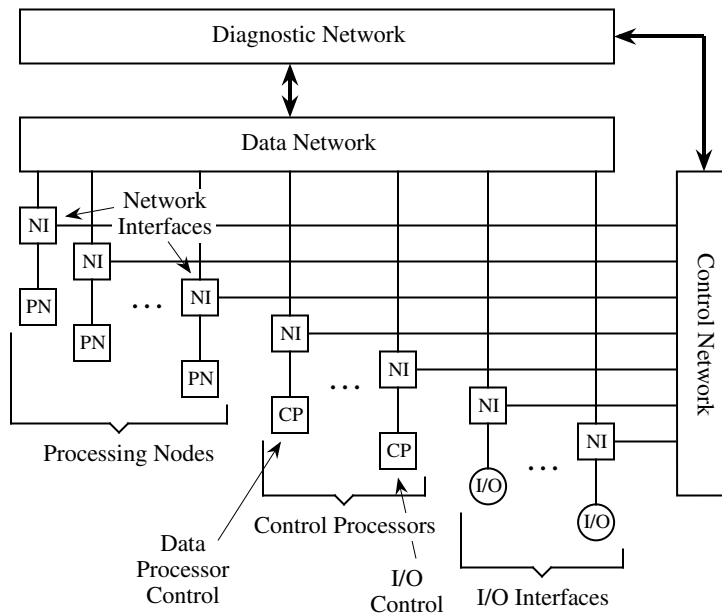 Diagnostic Network
Data Network
Network
Interfaces
NI
NI
NI
PN
PN
PN
...
Processing Nodes
NI
NI
CP
CP
...
Control Processors
Data
Processor
Control
I/O
Control
NI
NI
I/O
I/O
...
I/O Interfaces
Control Network